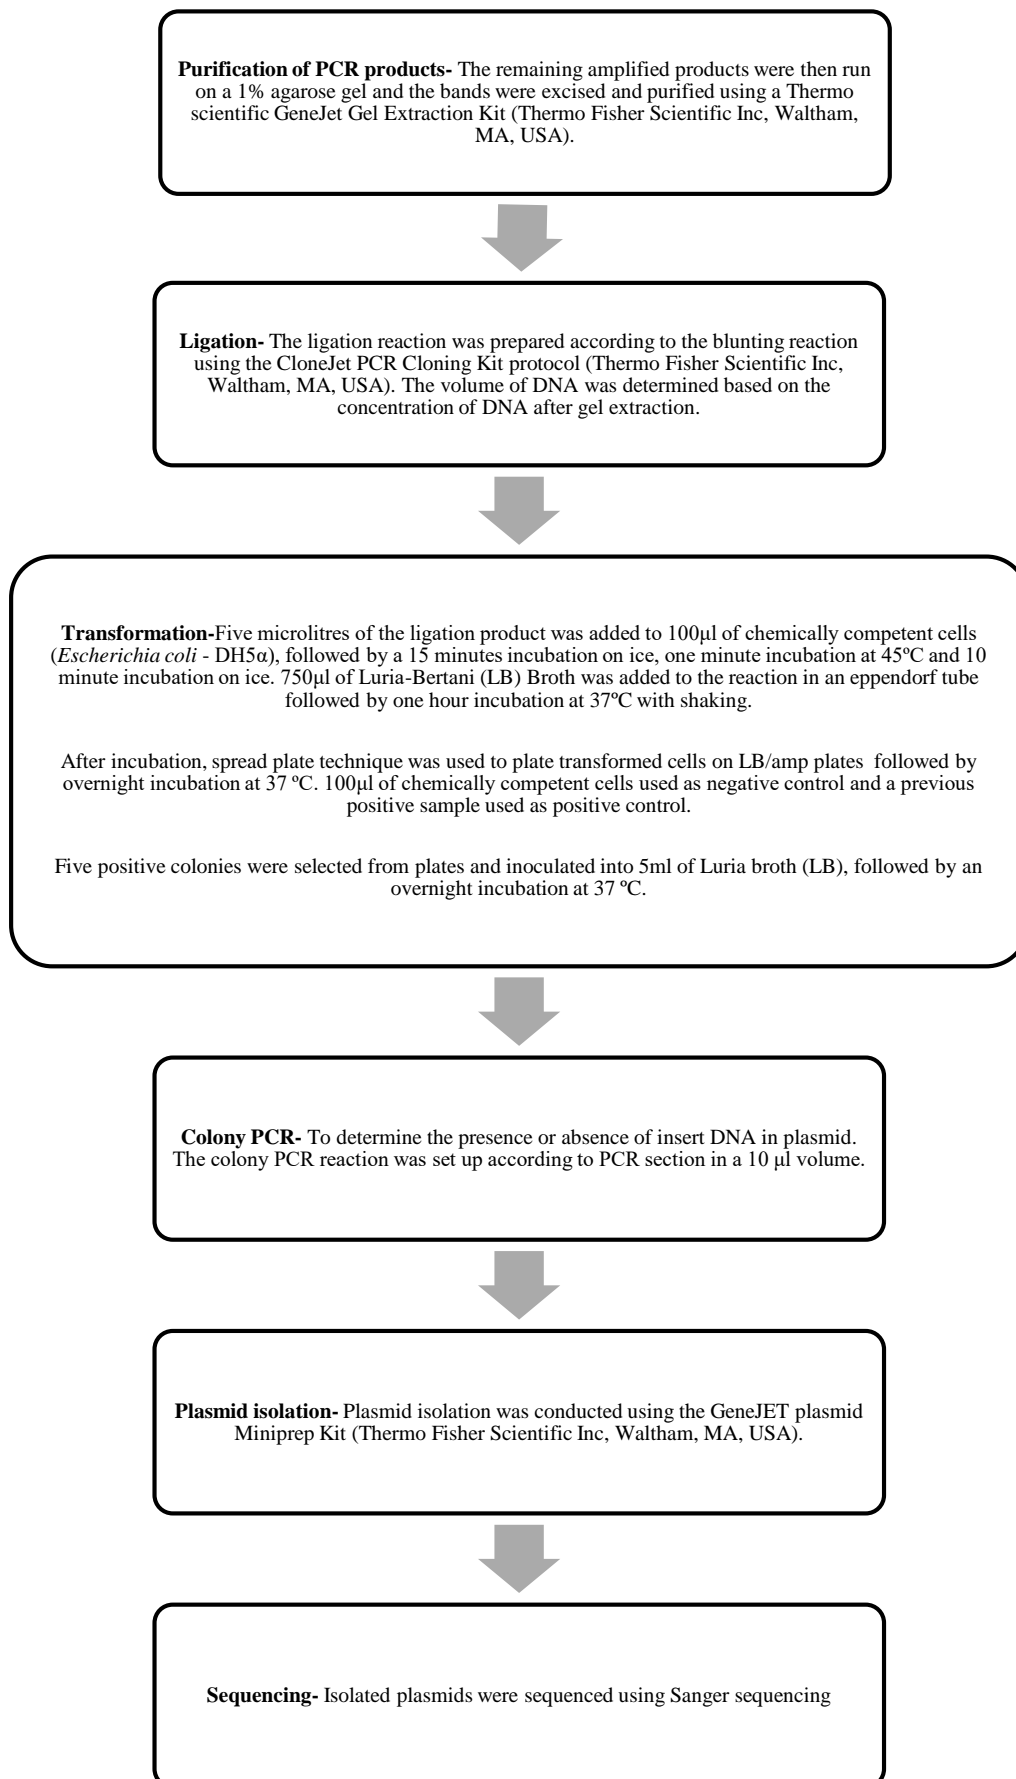 Purification of PCR products- The remaining amplified products were then run
on a 1% agarose gel and the bands were excised and purified using a Thermo
scientific GeneJet Gel Extraction Kit (Thermo Fisher Scientific Inc, Waltham,
MA, USA).
Ligation- The ligation reaction was prepared according to the blunting reaction
using the CloneJet PCR Cloning Kit protocol (Thermo Fisher Scientific Inc,
Waltham, MA, USA). The volume of DNA was determined based on the
concentration of DNA after gel extraction.
Transformation-Five microlitres of the ligation product was added to 100µl of chemically competent cells
(Escherichia coli - DH5α), followed by a 15 minutes incubation on ice, one minute incubation at 45ºC and 10
minute incubation on ice. 750µl of Luria-Bertani (LB) Broth was added to the reaction in an eppendorf tube
followed by one hour incubation at 37ºC with shaking.
After incubation, spread plate technique was used to plate transformed cells on LB/amp plates followed by
overnight incubation at 37 ºC. 100µl of chemically competent cells used as negative control and a previous
positive sample used as positive control.
Five positive colonies were selected from plates and inoculated into 5ml of Luria broth (LB), followed by an
overnight incubation at 37 ºC.
Colony PCR- To determine the presence or absence of insert DNA in plasmid.
The colony PCR reaction was set up according to PCR section in a 10 µl volume.
Plasmid isolation- Plasmid isolation was conducted using the GeneJET plasmid
Miniprep Kit (Thermo Fisher Scientific Inc, Waltham, MA, USA).
Sequencing- Isolated plasmids were sequenced using Sanger sequencing